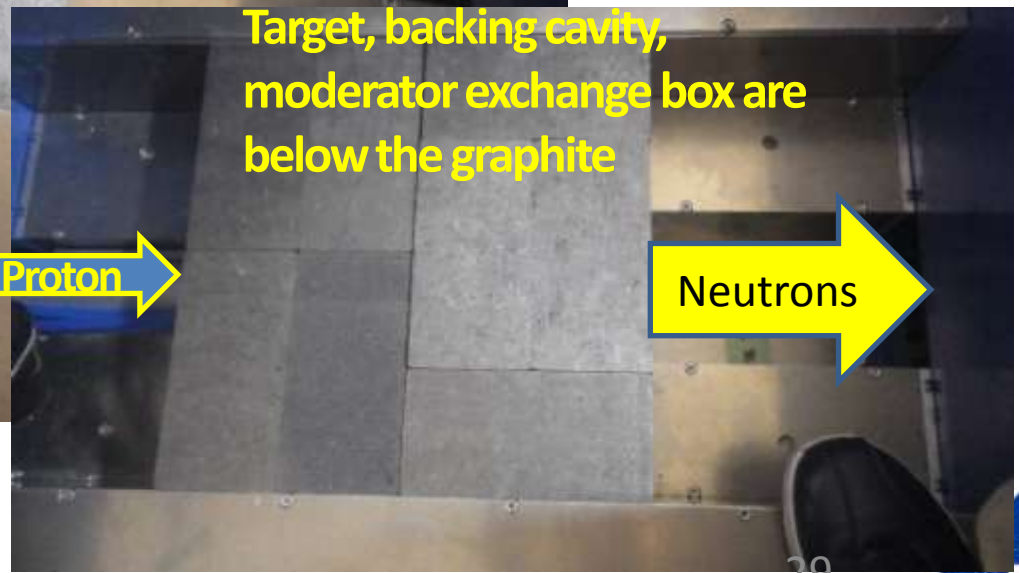 Target, backing cavity,
moderator exchange box are
below the graphite
Proton
Neutrons